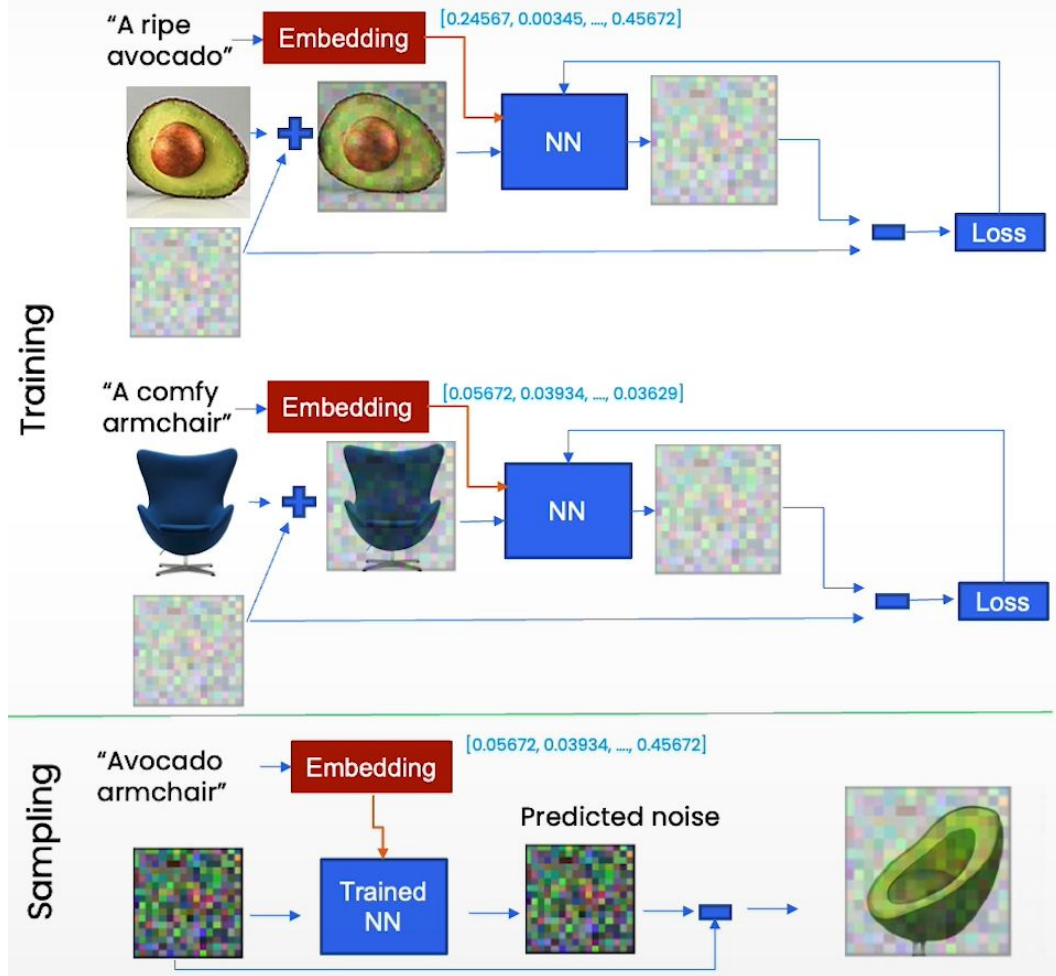 [0.24567, 0.00345, ...., 0.45672]
“A ripe
avocado”
Embedding
NN
Loss
Training
[0.05672, 0.03934, ...., 0.03629]
“A comfy
armchair”
Embedding
NN
Loss
[0.05672, 0.03934, ...., 0.45672]
“Avocado
armchair”
Embedding
Predicted noise
Sampling
Trained
NN